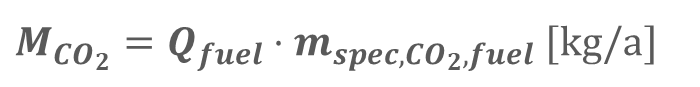 M_CO₂ = Q_fuel · m_spec,CO₂,fuel [kg/a]